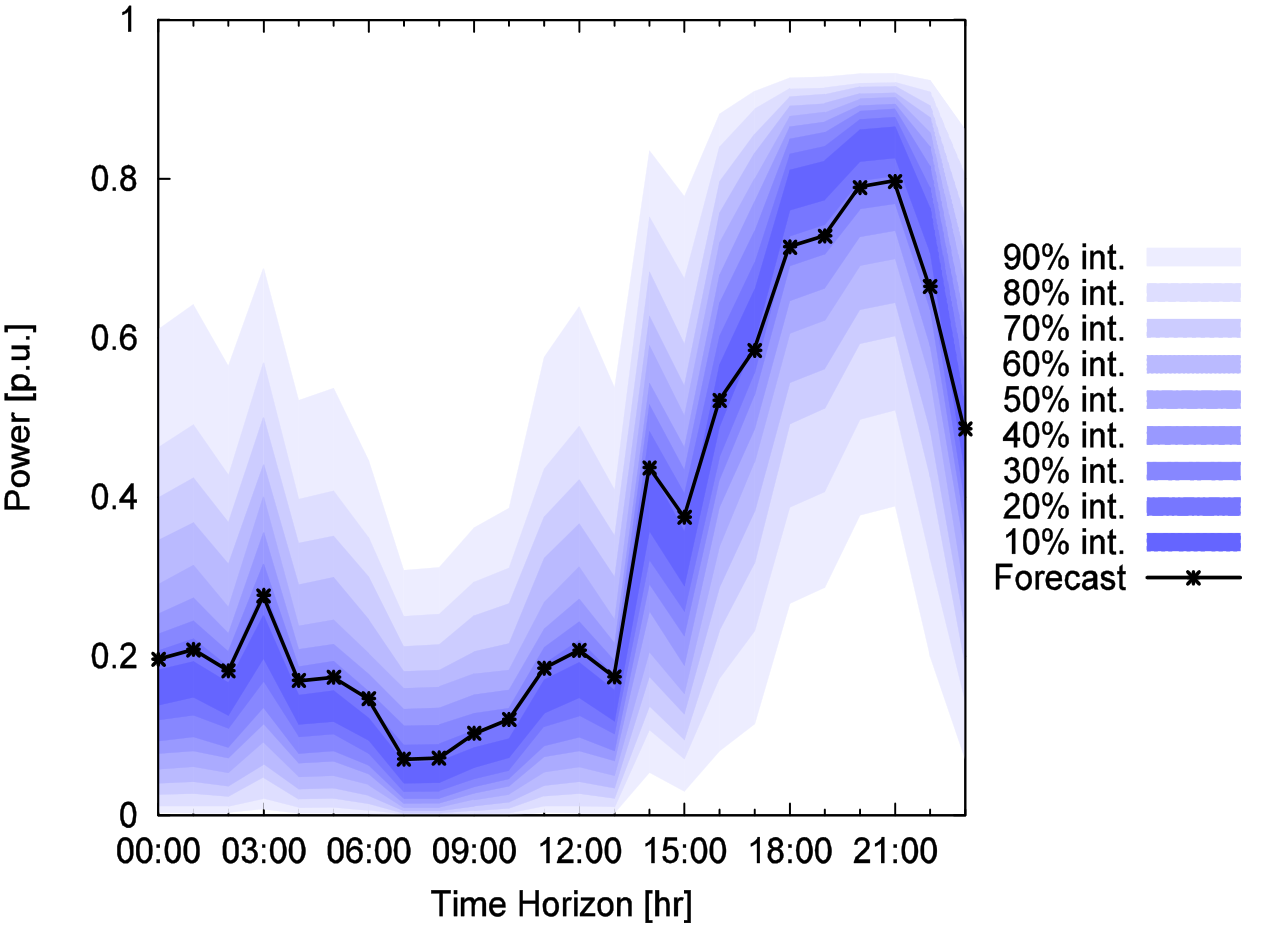 1
0.8
0.6
0.4
0.2
0
Power [p.u.]
00:00 03:00 06:00 09:00 12:00 15:00 18:00 21:00
Time Horizon [hr]
90% int.
80% int.
70% int.
60% int.
50% int.
40% int.
30% int.
20% int.
10% int.
Forecast